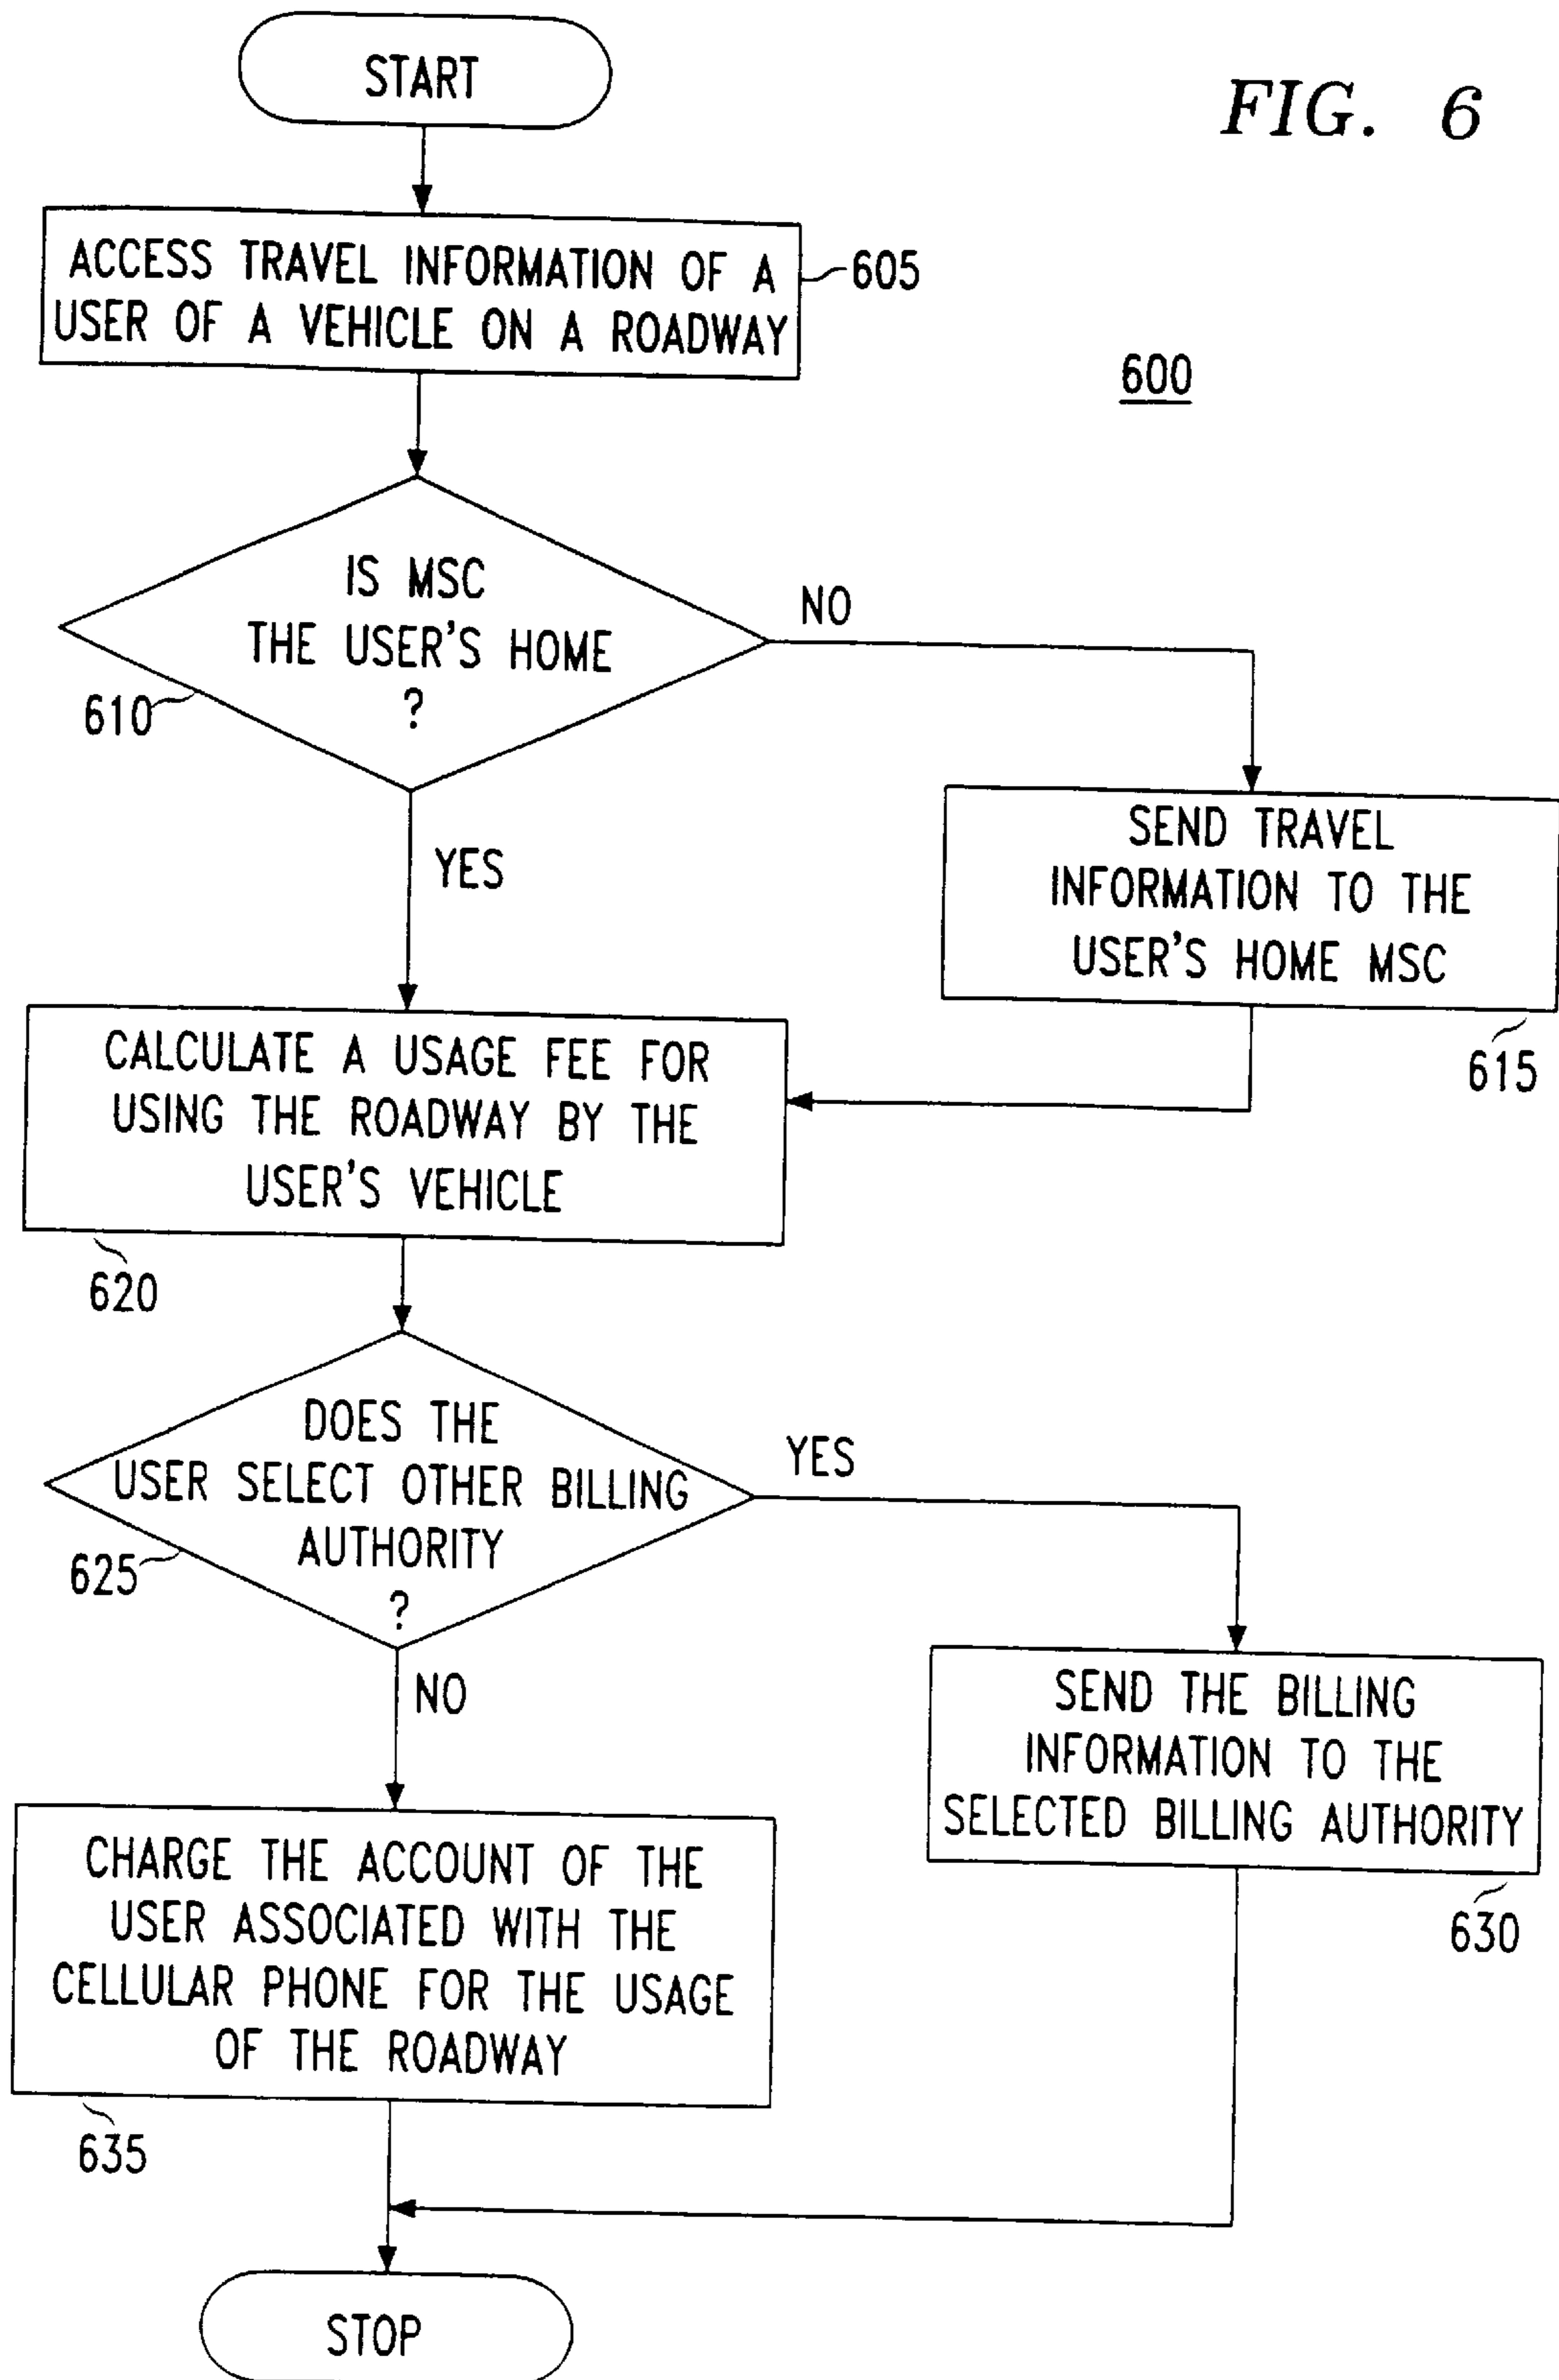 START
FIG. 6
ACCESS TRAVEL INFORMATION OF A
USER OF A VEHICLE ON A ROADWAY
605
600
IS MSC
THE USER'S HOME
?
610
NO
YES
SEND TRAVEL
INFORMATION TO THE
USER'S HOME MSC
615
CALCULATE A USAGE FEE FOR
USING THE ROADWAY BY THE
USER'S VEHICLE
620
DOES THE
USER SELECT OTHER BILLING
AUTHORITY
?
625
YES
NO
SEND THE BILLING
INFORMATION TO THE
SELECTED BILLING AUTHORITY
630
CHARGE THE ACCOUNT OF THE
USER ASSOCIATED WITH THE
CELLULAR PHONE FOR THE USAGE
OF THE ROADWAY
635
STOP